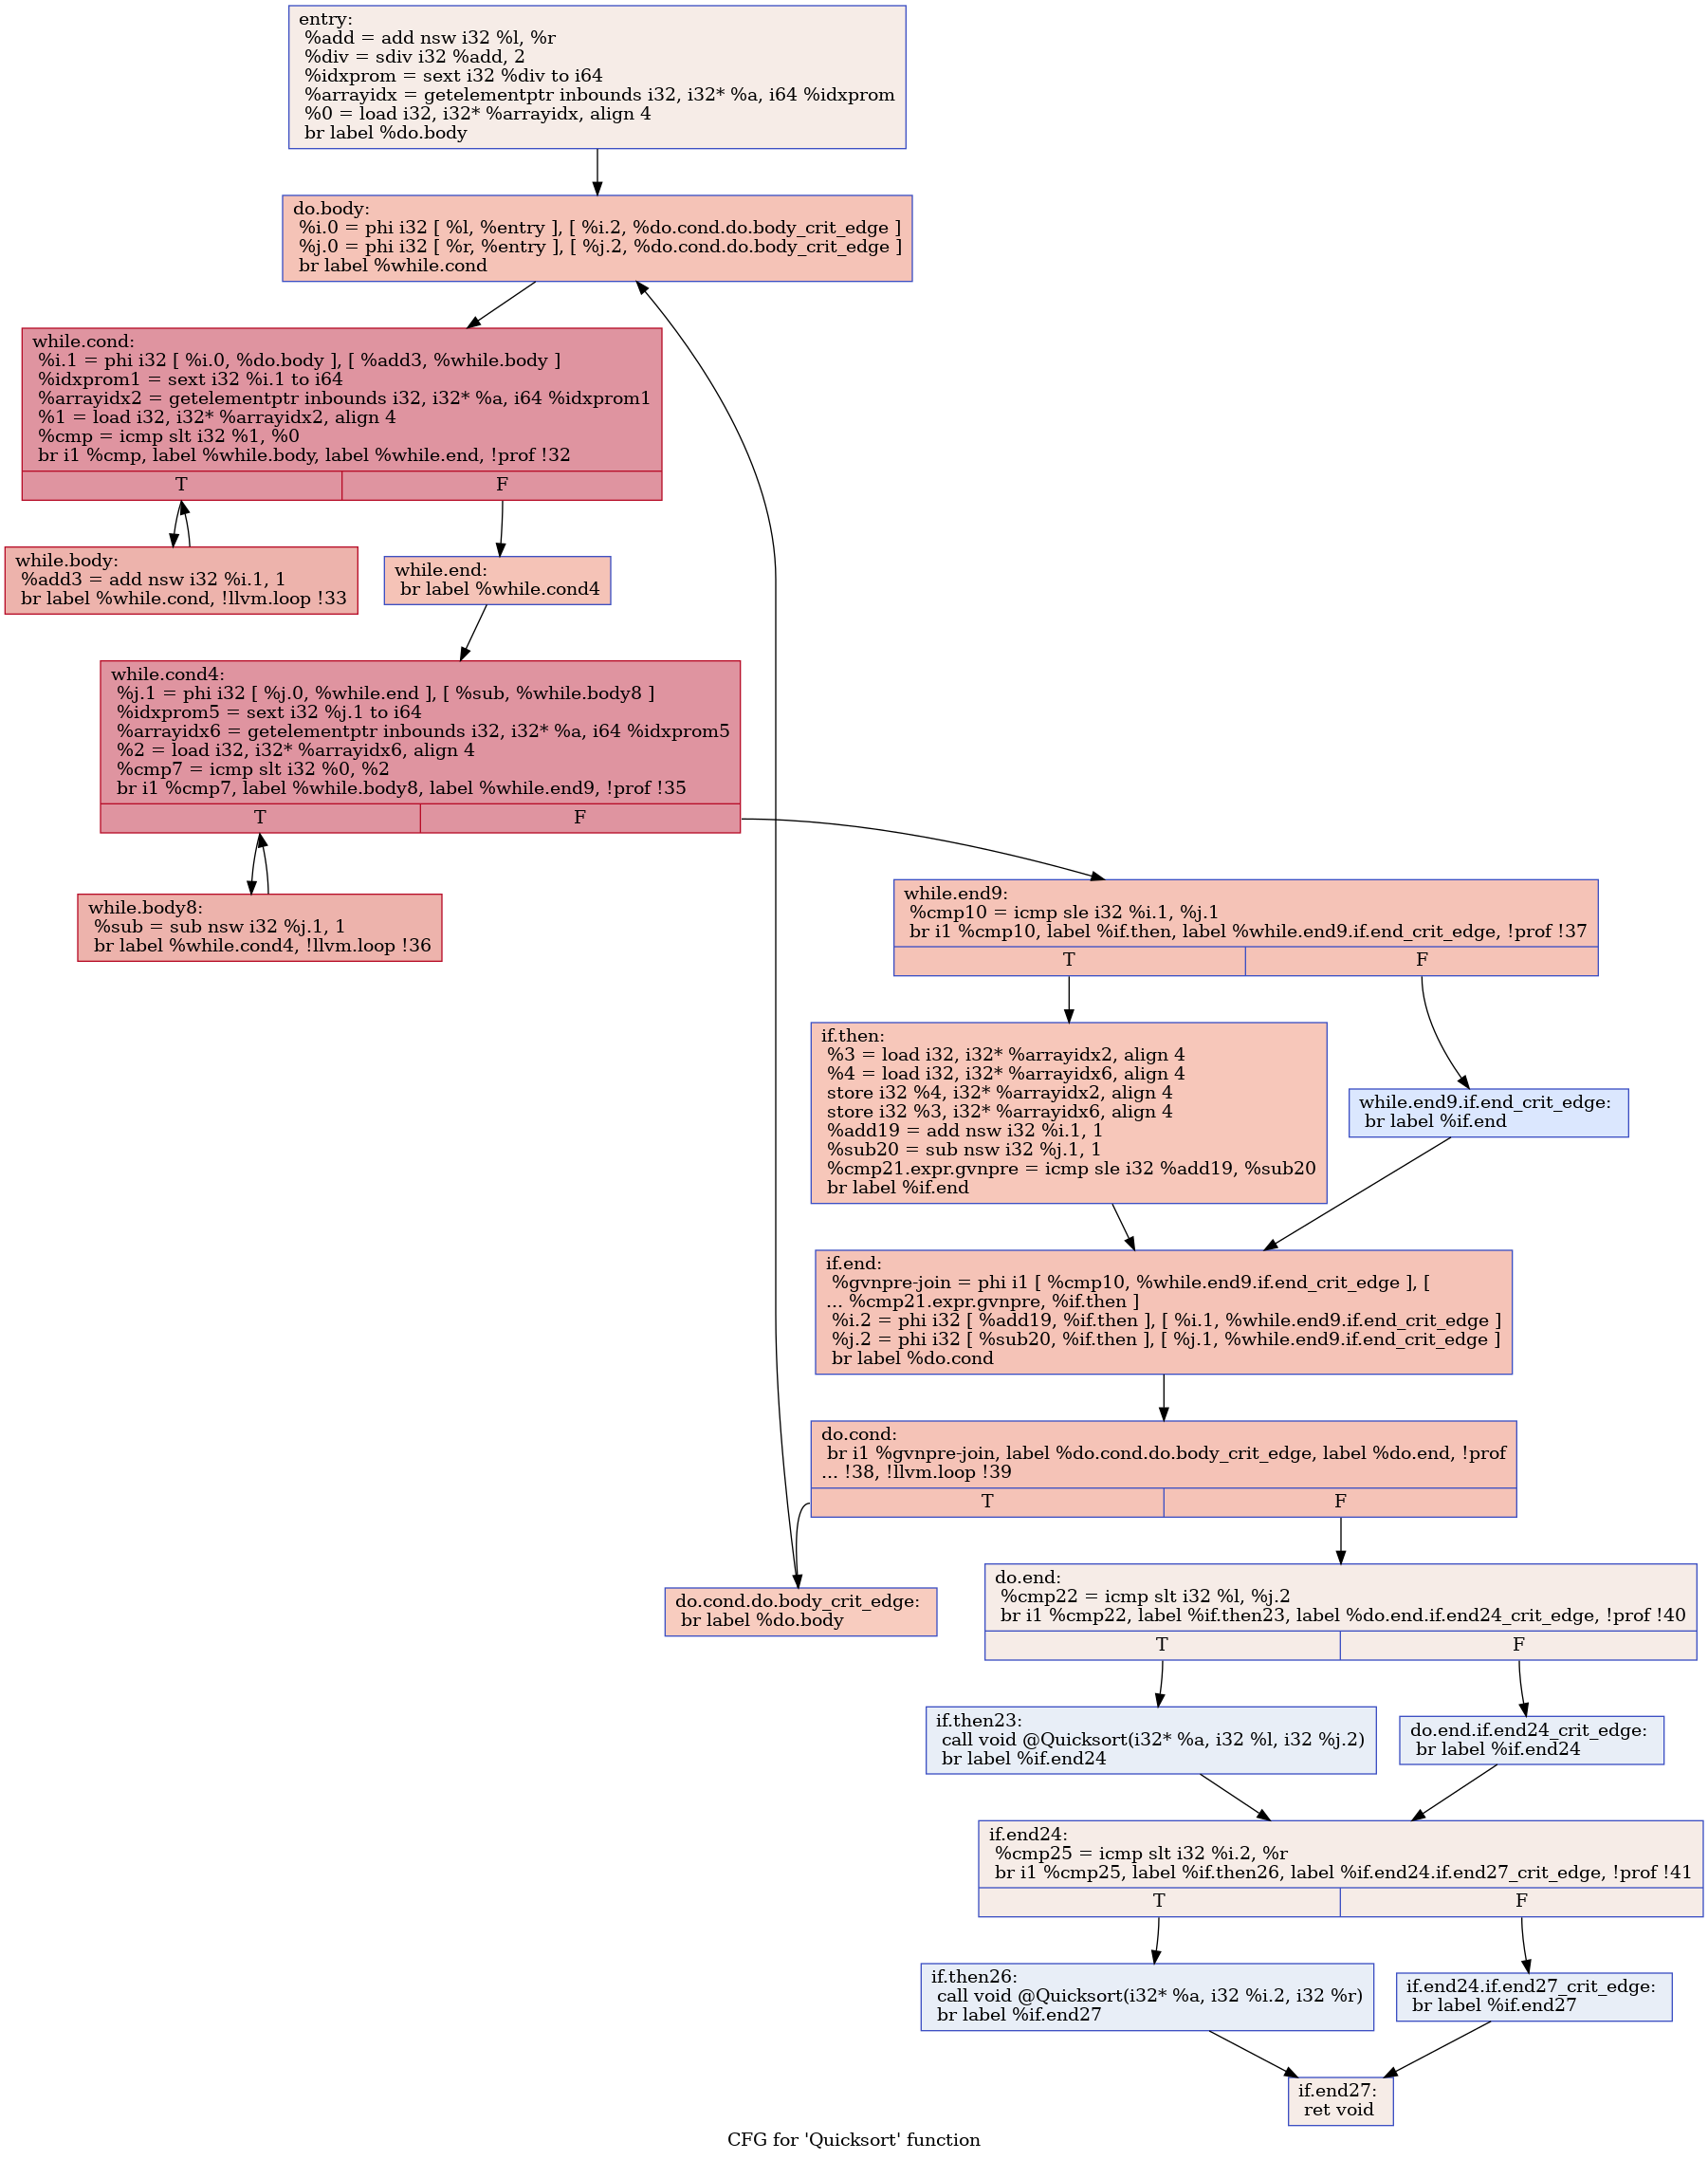 entry:
%add = add nsw i32 %l, %r
%div = sdiv i32 %add, 2
%idxprom = sext i32 %div to i64
%arrayidx = getelementptr inbounds i32, i32* %a, i64 %idxprom
%0 = load i32, i32* %arrayidx, align 4
br label %do.body
do.body:
%i.0 = phi i32 [ %l, %entry ], [ %i.2, %do.cond.do.body_crit_edge ]
%j.0 = phi i32 [ %r, %entry ], [ %j.2, %do.cond.do.body_crit_edge ]
br label %while.cond
while.cond:
%i.1 = phi i32 [ %i.0, %do.body ], [ %add3, %while.body ]
%idxprom1 = sext i32 %i.1 to i64
%arrayidx2 = getelementptr inbounds i32, i32* %a, i64 %idxprom1
%1 = load i32, i32* %arrayidx2, align 4
%cmp = icmp slt i32 %1, %0
br i1 %cmp, label %while.body, label %while.end, !prof !32
T
F
while.body:
%add3 = add nsw i32 %i.1, 1
br label %while.cond, !llvm.loop !33
while.end:
br label %while.cond4
while.cond4:
%j.1 = phi i32 [ %j.0, %while.end ], [ %sub, %while.body8 ]
%idxprom5 = sext i32 %j.1 to i64
%arrayidx6 = getelementptr inbounds i32, i32* %a, i64 %idxprom5
%2 = load i32, i32* %arrayidx6, align 4
%cmp7 = icmp slt i32 %0, %2
br i1 %cmp7, label %while.body8, label %while.end9, !prof !35
T
F
while.body8:
%sub = sub nsw i32 %j.1, 1
br label %while.cond4, !llvm.loop !36
while.end9:
%cmp10 = icmp sle i32 %i.1, %j.1
br i1 %cmp10, label %if.then, label %while.end9.if.end_crit_edge, !prof !37
T
F
if.then:
%3 = load i32, i32* %arrayidx2, align 4
%4 = load i32, i32* %arrayidx6, align 4
store i32 %4, i32* %arrayidx2, align 4
store i32 %3, i32* %arrayidx6, align 4
%add19 = add nsw i32 %i.1, 1
%sub20 = sub nsw i32 %j.1, 1
%cmp21.expr.gvnpre = icmp sle i32 %add19, %sub20
br label %if.end
while.end9.if.end_crit_edge:
br label %if.end
if.end:
%gvnpre-join = phi i1 [ %cmp10, %while.end9.if.end_crit_edge ], [
... %cmp21.expr.gvnpre, %if.then ]
%i.2 = phi i32 [ %add19, %if.then ], [ %i.1, %while.end9.if.end_crit_edge ]
%j.2 = phi i32 [ %sub20, %if.then ], [ %j.1, %while.end9.if.end_crit_edge ]
br label %do.cond
do.cond:
br i1 %gvnpre-join, label %do.cond.do.body_crit_edge, label %do.end, !prof
... !38, !llvm.loop !39
T
F
do.cond.do.body_crit_edge:
br label %do.body
do.end:
%cmp22 = icmp slt i32 %l, %j.2
br i1 %cmp22, label %if.then23, label %do.end.if.end24_crit_edge, !prof !40
T
F
if.then23:
call void @Quicksort(i32* %a, i32 %l, i32 %j.2)
br label %if.end24
do.end.if.end24_crit_edge:
br label %if.end24
if.end24:
%cmp25 = icmp slt i32 %i.2, %r
br i1 %cmp25, label %if.then26, label %if.end24.if.end27_crit_edge, !prof !41
T
F
if.then26:
call void @Quicksort(i32* %a, i32 %i.2, i32 %r)
br label %if.end27
if.end24.if.end27_crit_edge:
br label %if.end27
if.end27:
ret void
CFG for 'Quicksort' function